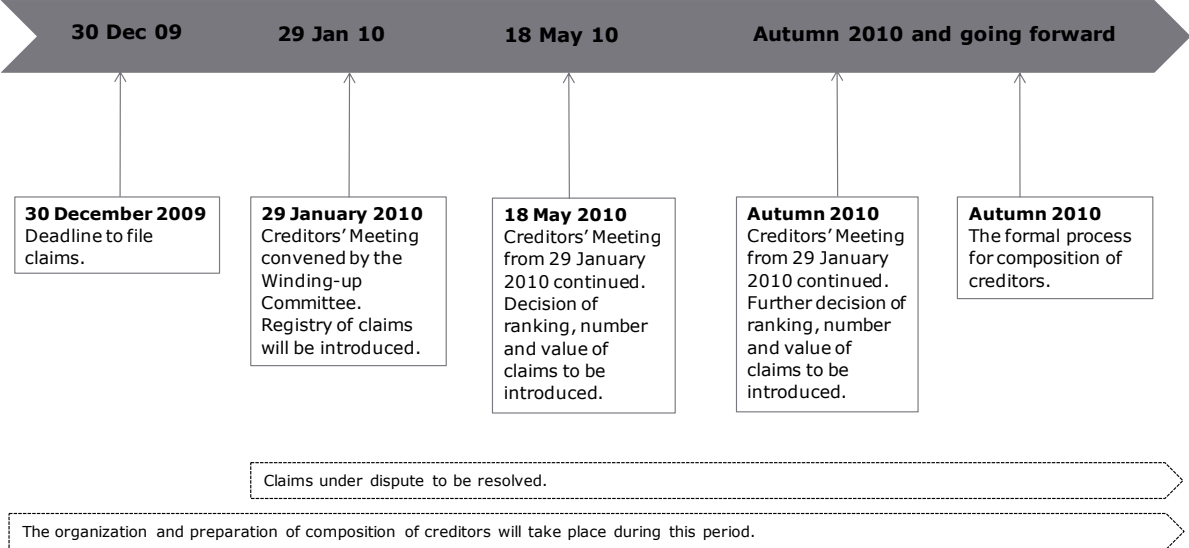 30 Dec 09
29 Jan 10
18 May 10
Autumn 2010 and going forward
30 December 2009
Deadline to file
claims.
29 January 2010
Creditors' Meeting
convened by the
Winding-up
Committee.
Registry of claims
will be introduced.
18 May 2010
Creditors' Meeting
from 29 January
2010 continued.
Decision of
ranking, number
and value of
claims to be
introduced.
Autumn 2010
Creditors' Meeting
from 29 January
2010 continued.
Further decision of
ranking, number
and value of
claims to be
introduced.
Autumn 2010
The formal process
for composition of
creditors.
Claims under dispute to be resolved.
The organization and preparation of composition of creditors will take place during this period.